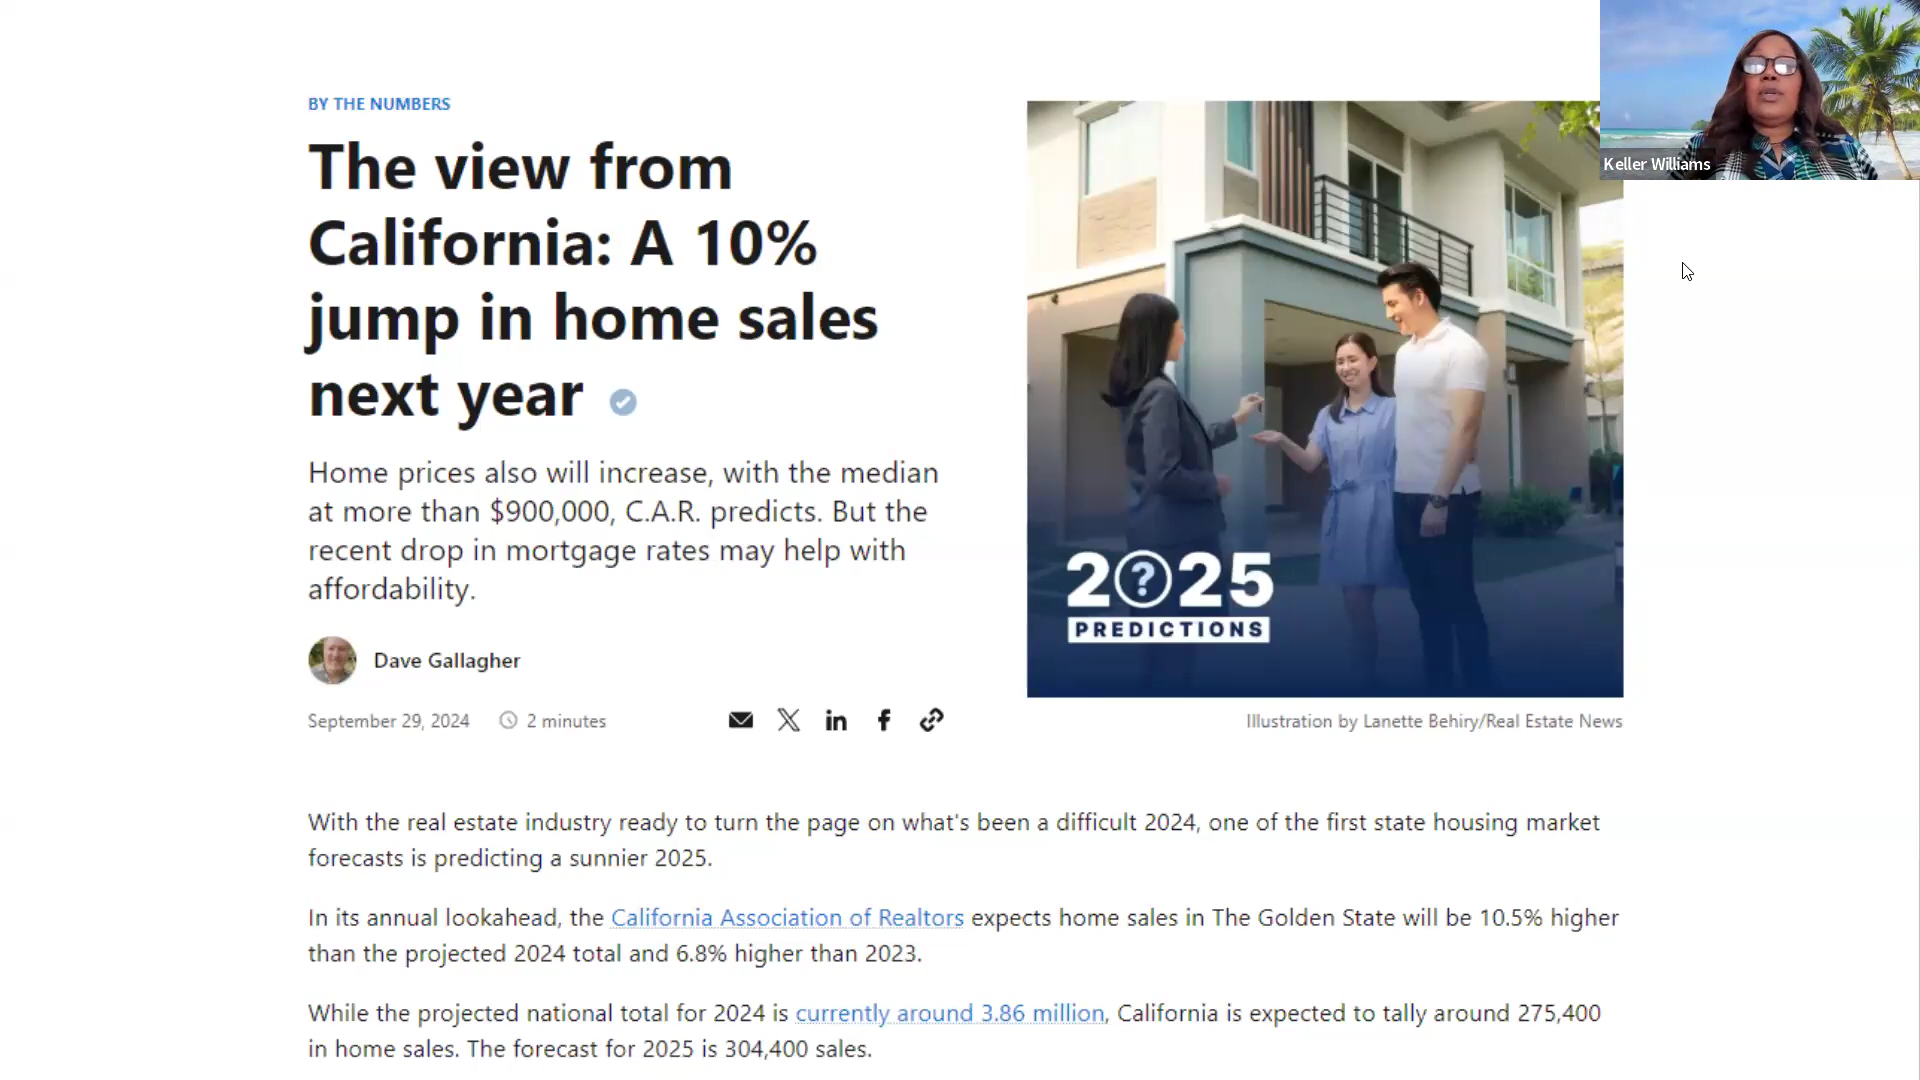 BY THE NUMBERS
The view from
California: A 10%
jump in home sales
next year
Home prices also will increase, with the median
at more than $900,000, C.A.R. predicts. But the
recent drop in mortgage rates may help with
affordability.
Dave Gallagher
September 29, 2024 2 minutes
2?25
PREDICTIONS
Illustration by Lanette Behiry/Real Estate News
Keller Williams
With the real estate industry ready to turn the page on what's been a difficult 2024, one of the first state housing market
forecasts is predicting a sunnier 2025.
In its annual lookahead, the California Association of Realtors expects home sales in The Golden State will be 10.5% higher
than the projected 2024 total and 6.8% higher than 2023.
While the projected national total for 2024 is currently around 3.86 million, California is expected to tally around 275,400
in home sales. The forecast for 2025 is 304,400 sales.